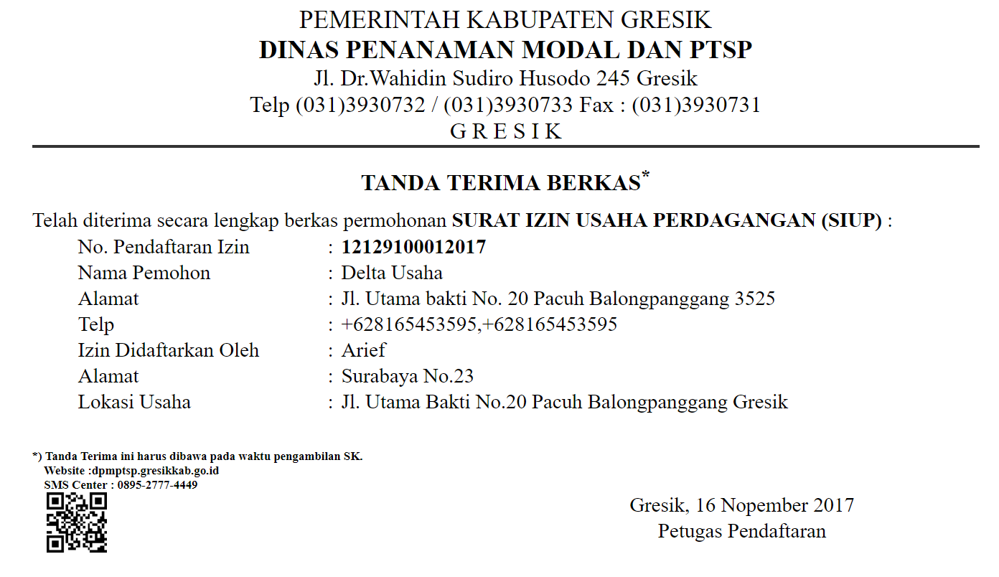 PEMERINTAH KABUPATEN GRESIK
DINAS PENANAMAN MODAL DAN PTSP
Jl. Dr.Wahidin Sudiro Husodo 245 Gresik
Telp (031)3930732 / (031)3930733 Fax : (031)3930731
G R E S I K
TANDA TERIMA BERKAS*
Telah diterima secara lengkap berkas permohonan SURAT IZIN USAHA PERDAGANGAN (SIUP) :
No. Pendaftaran Izin : 12129100012017
Nama Pemohon : Delta Usaha
Alamat : Jl. Utama bakti No. 20 Pacuh Balongpanggang 3525
Telp : +628165453595,+628165453595
Izin Didaftarkan Oleh : Arief
Alamat : Surabaya No.23
Lokasi Usaha : Jl. Utama Bakti No.20 Pacuh Balongpanggang Gresik
*) Tanda Terima ini harus dibawa pada waktu pengambilan SK.
Website :dpmptsp.gresikkab.go.id
SMS Center : 0895-2777-4449
Gresik, 16 Nopember 2017
Petugas Pendaftaran